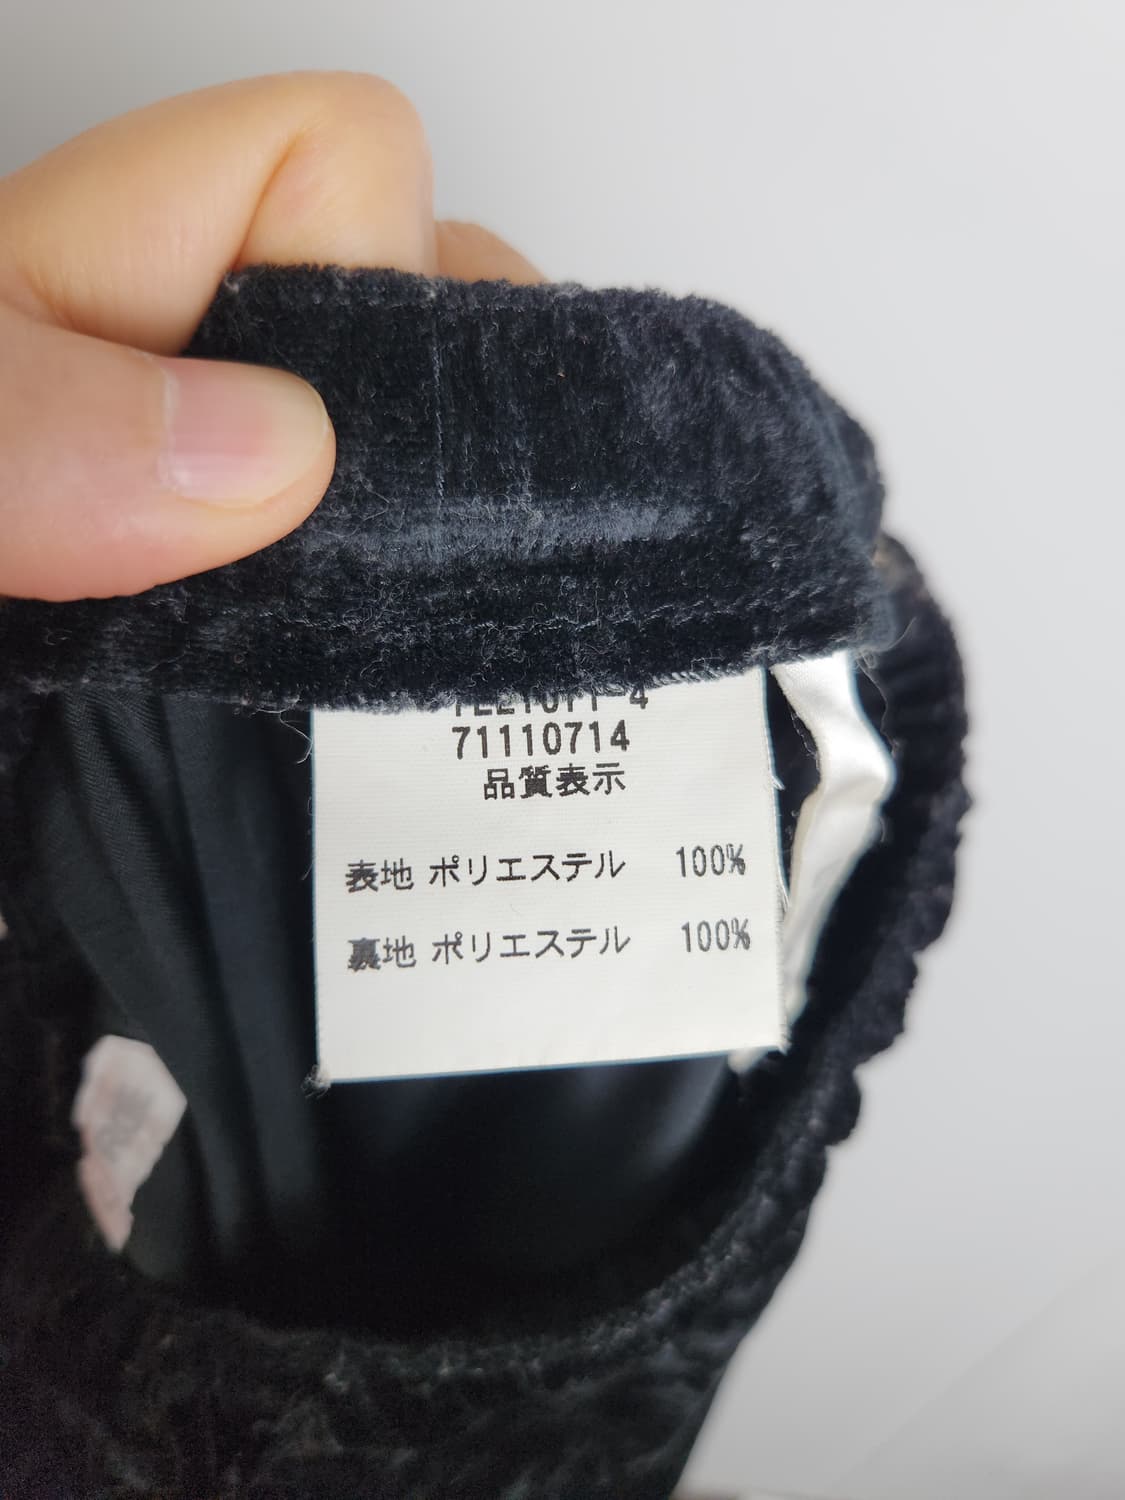 71110714
品質表示
表地 ポリエステル 100%
裏地 ポリエステル 100%